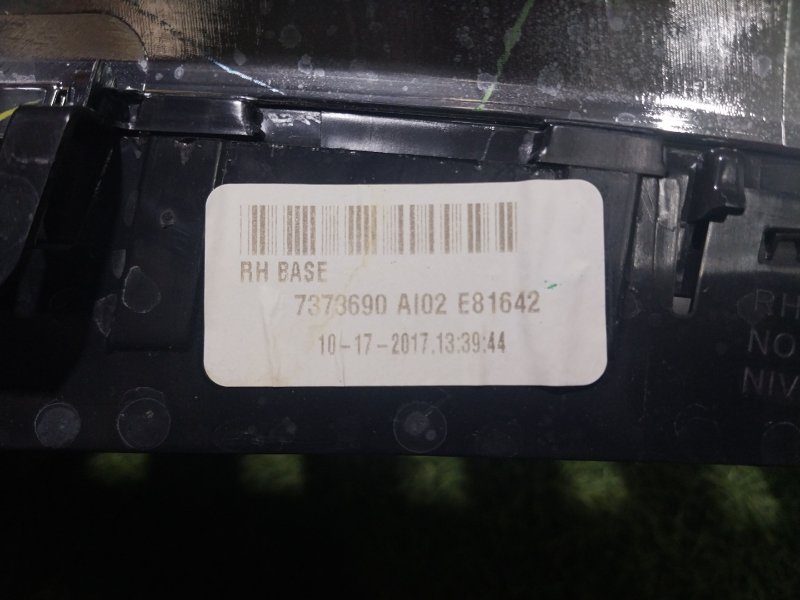 RH BASE
7373690 AI02 E81642
10-17-2017.13:39:44
RH
NO
NIV